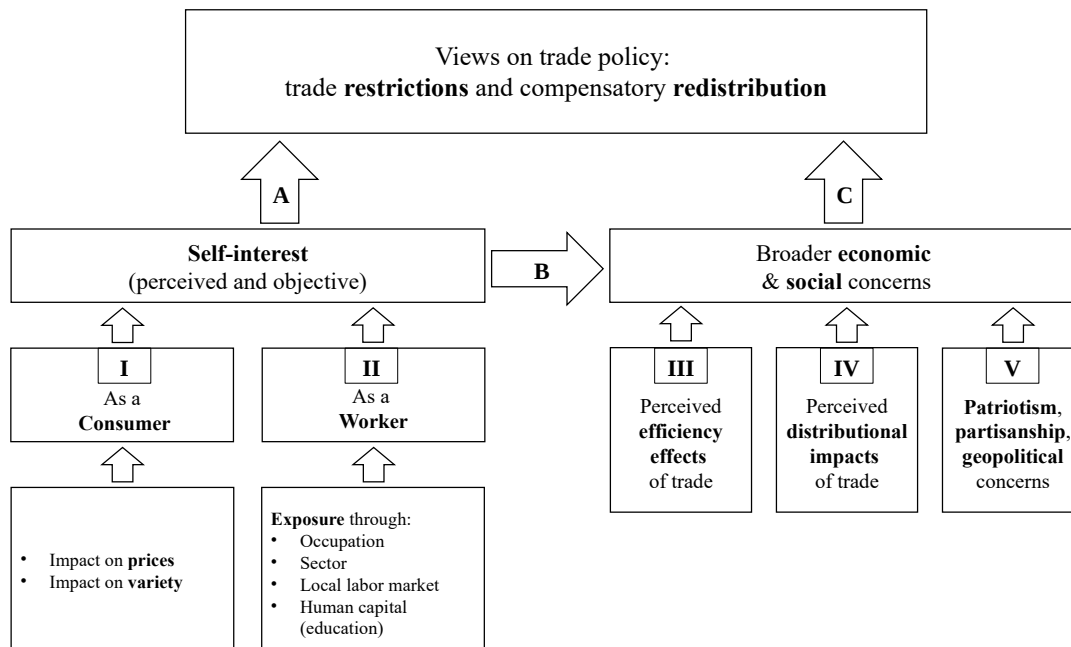 Views on trade policy:
trade restrictions and compensatory redistribution
A
C
Self-interest
(perceived and objective)
B
Broader economic
& social concerns
I
As a
Consumer
II
As a
Worker
III
Perceived
efficiency
effects
of trade
IV
Perceived
distributional
impacts
of trade
V
Patriotism,
partisanship,
geopolitical
concerns
• Impact on prices
• Impact on variety
Exposure through:
• Occupation
• Sector
• Local labor market
• Human capital
(education)